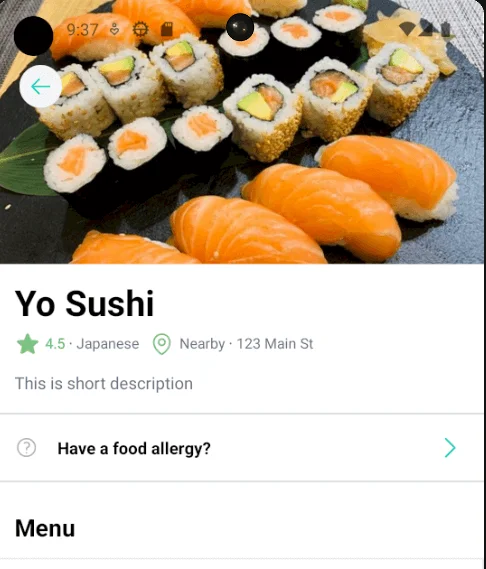 9:37
Yo Sushi
4.5 · Japanese Nearby · 123 Main St
This is short description
? Have a food allergy?
Menu